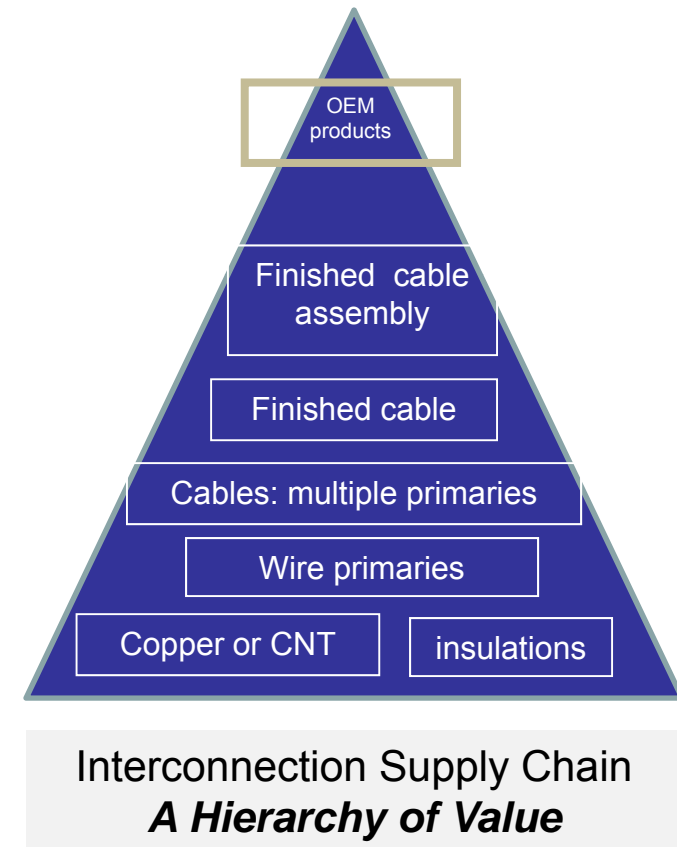 OEM
products
Finished cable
assembly
Finished cable
Cables: multiple primaries
Wire primaries
Copper or CNT
insulations
Interconnection Supply Chain
A Hierarchy of Value